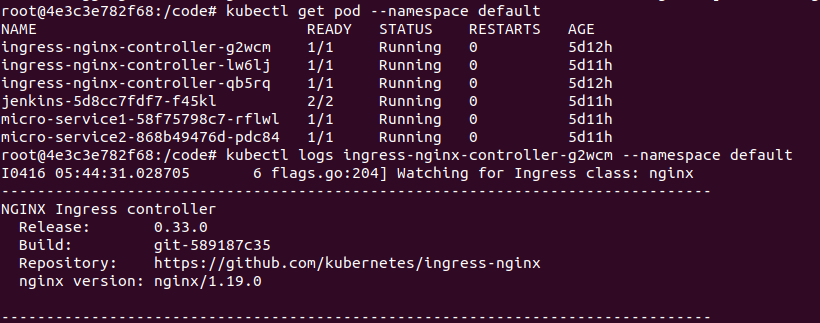 root@4e3c3e782f68:/code# kubectl get pod --namespace default
NAME READY STATUS RESTARTS AGE
ingress-nginx-controller-g2wcm 1/1 Running 0 5d12h
ingress-nginx-controller-lw6lj 1/1 Running 0 5d11h
ingress-nginx-controller-qb5rq 1/1 Running 0 5d12h
jenkins-5d8cc7fdf7-f45kl 2/2 Running 0 5d11h
micro-service1-58f75798c7-rflwl 1/1 Running 0 5d11h
micro-service2-868b49476d-pdc84 1/1 Running 0 5d11h
root@4e3c3e782f68:/code# kubectl logs ingress-nginx-controller-g2wcm --namespace default
I0416 05:44:31.028705 6 flags.go:204] Watching for Ingress class: nginx
-------------------------------------------------------------------------------
NGINX Ingress controller
Release: 0.33.0
Build: git-589187c35
Repository: https://github.com/kubernetes/ingress-nginx
nginx version: nginx/1.19.0
-------------------------------------------------------------------------------